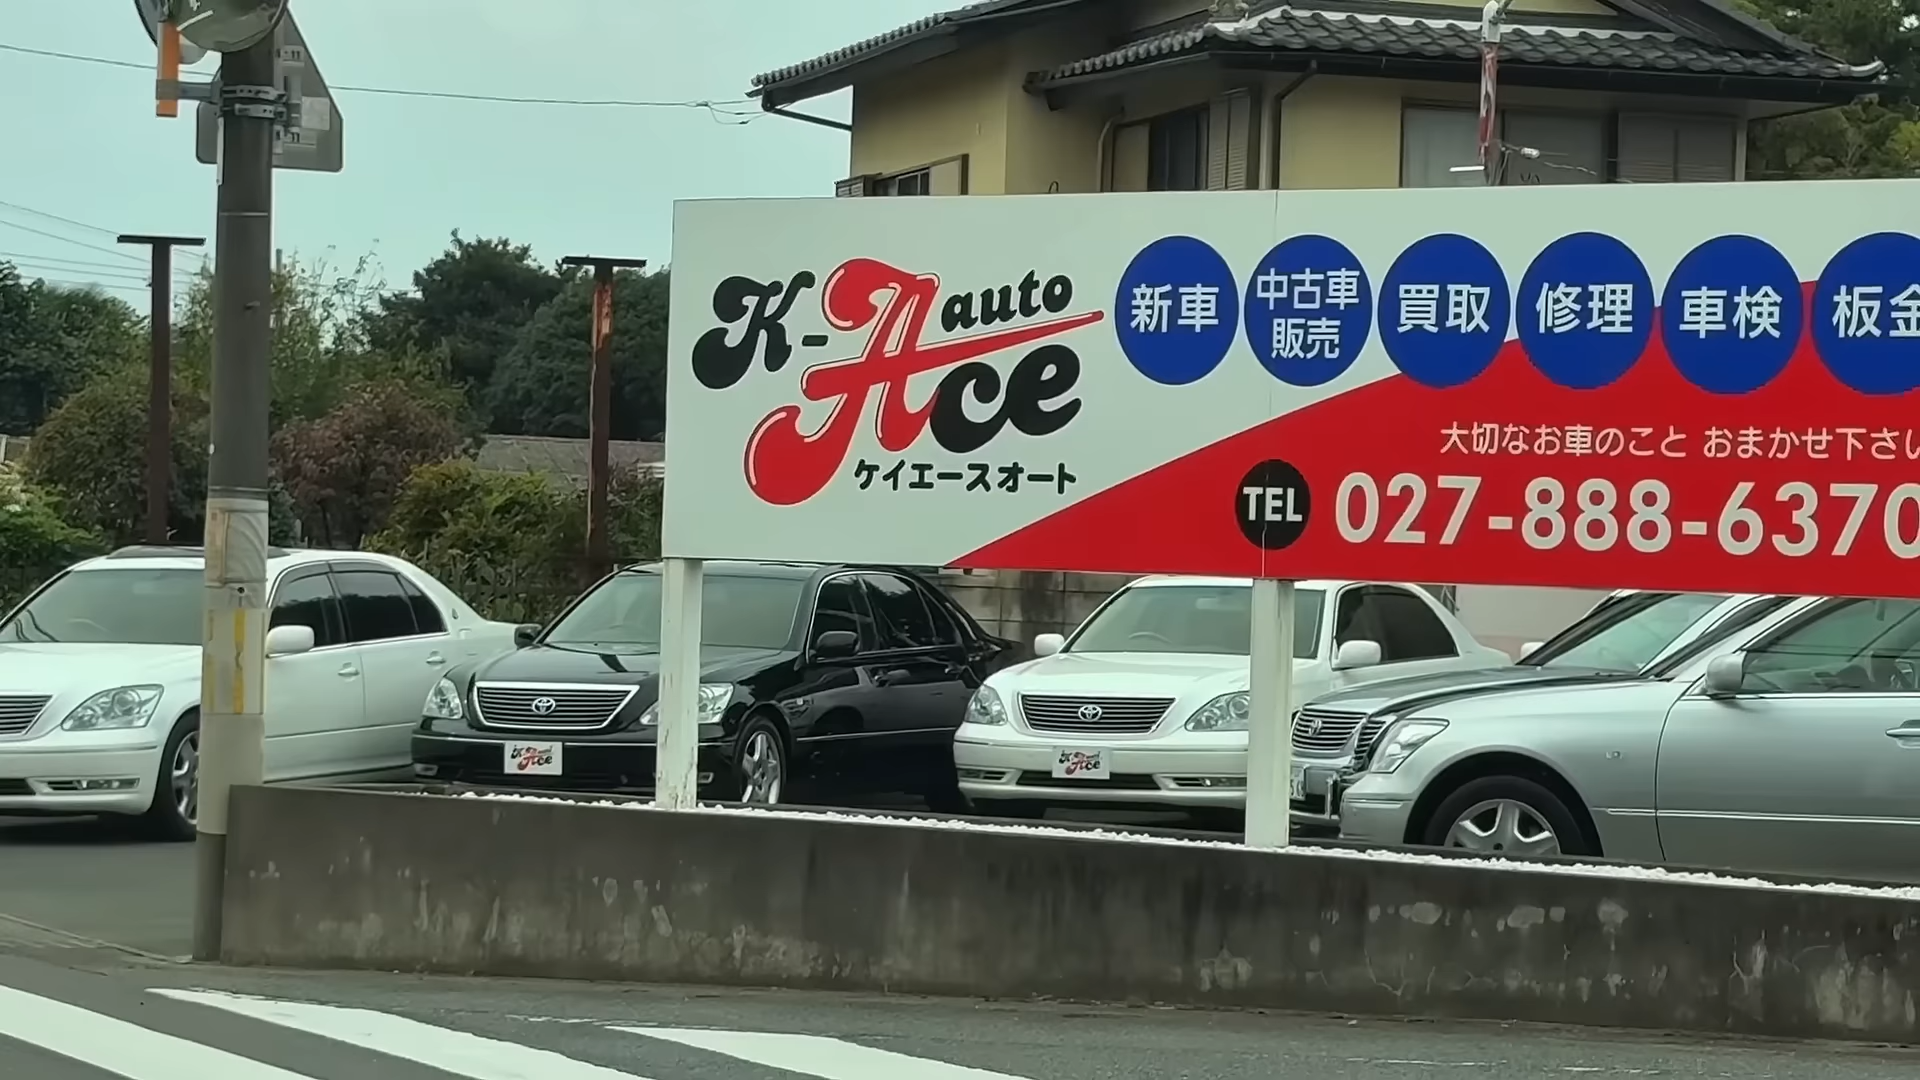 K-Ace auto
ケイエースオート
新車
中古車
販売
買取
修理
車検
板金
大切なお車のこと おまかせ下さい
TEL 027-888-6370
K-Ace
K-Ace